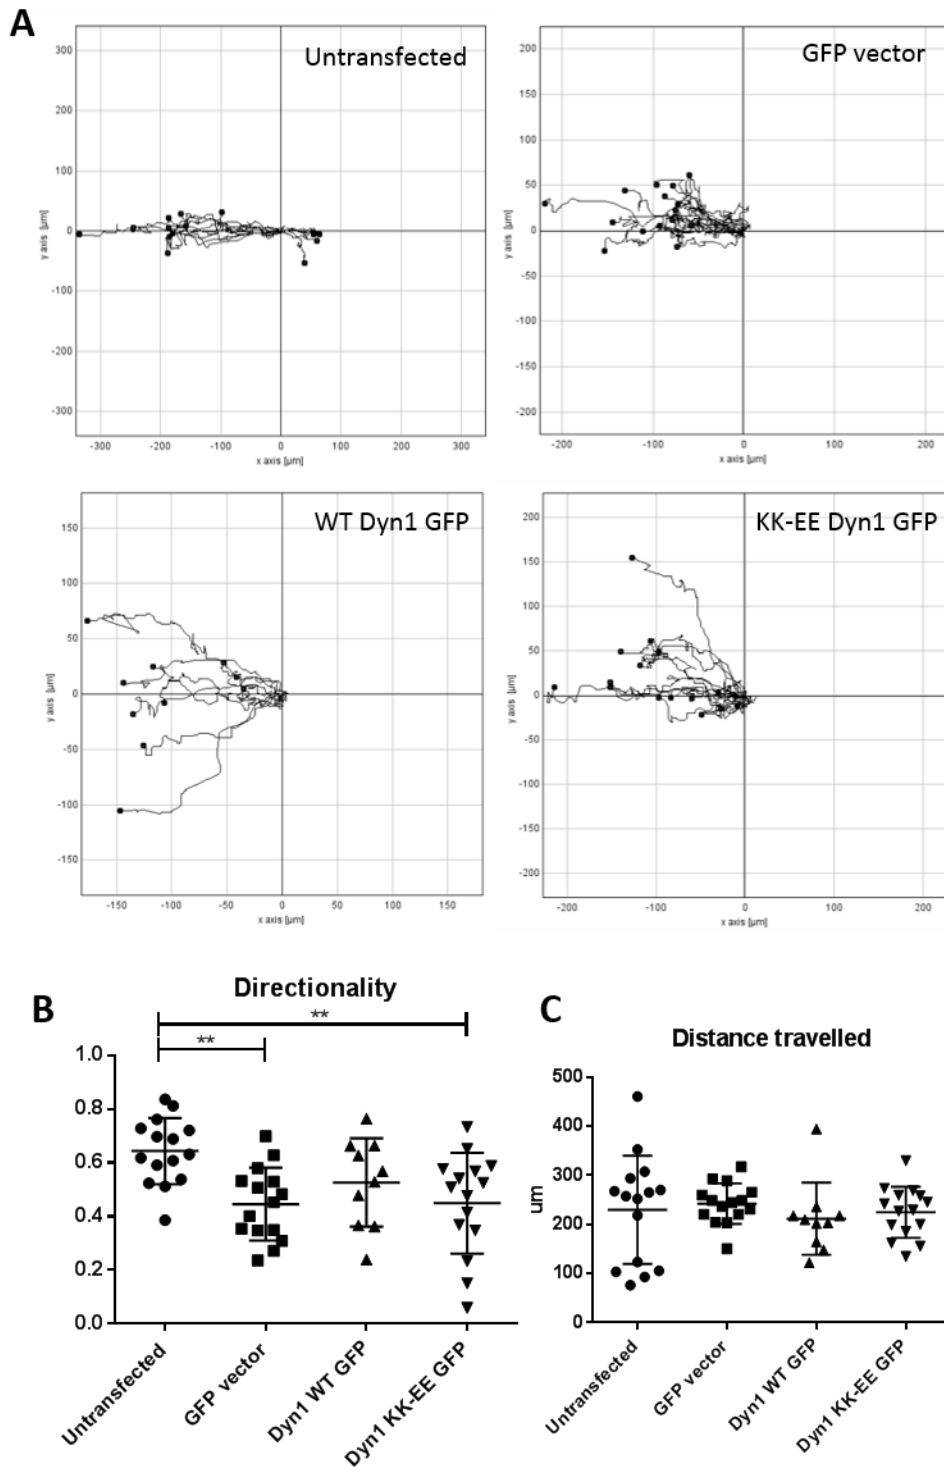 A
Untransfected
300
200
100
0
-100
-200
-300
y axis [µm]
-300 -200 -100 0 100 200 300
x axis [µm]
GFP vector
200
150
100
50
0
-50
-100
-150
-200
y axis [µm]
-200 -100 0 100 200
x axis [µm]
WT Dyn1 GFP
150
100
50
0
-50
-100
-150
y axis [µm]
-150 -100 -50 0 50 100 150
x axis [µm]
KK-EE Dyn1 GFP
200
150
100
50
0
-50
-100
-150
-200
y axis [µm]
-200 -100 0 100 200
x axis [µm]
B
Directionality
**
**
1.0
0.8
0.6
0.4
0.2
0.0
Untransfected
GFP vector
Dyn1 WT GFP
Dyn1 KK-EE GFP
C
Distance travelled
um
500
400
300
200
100
0
Untransfected
GFP vector
Dyn1 WT GFP
Dyn1 KK-EE GFP